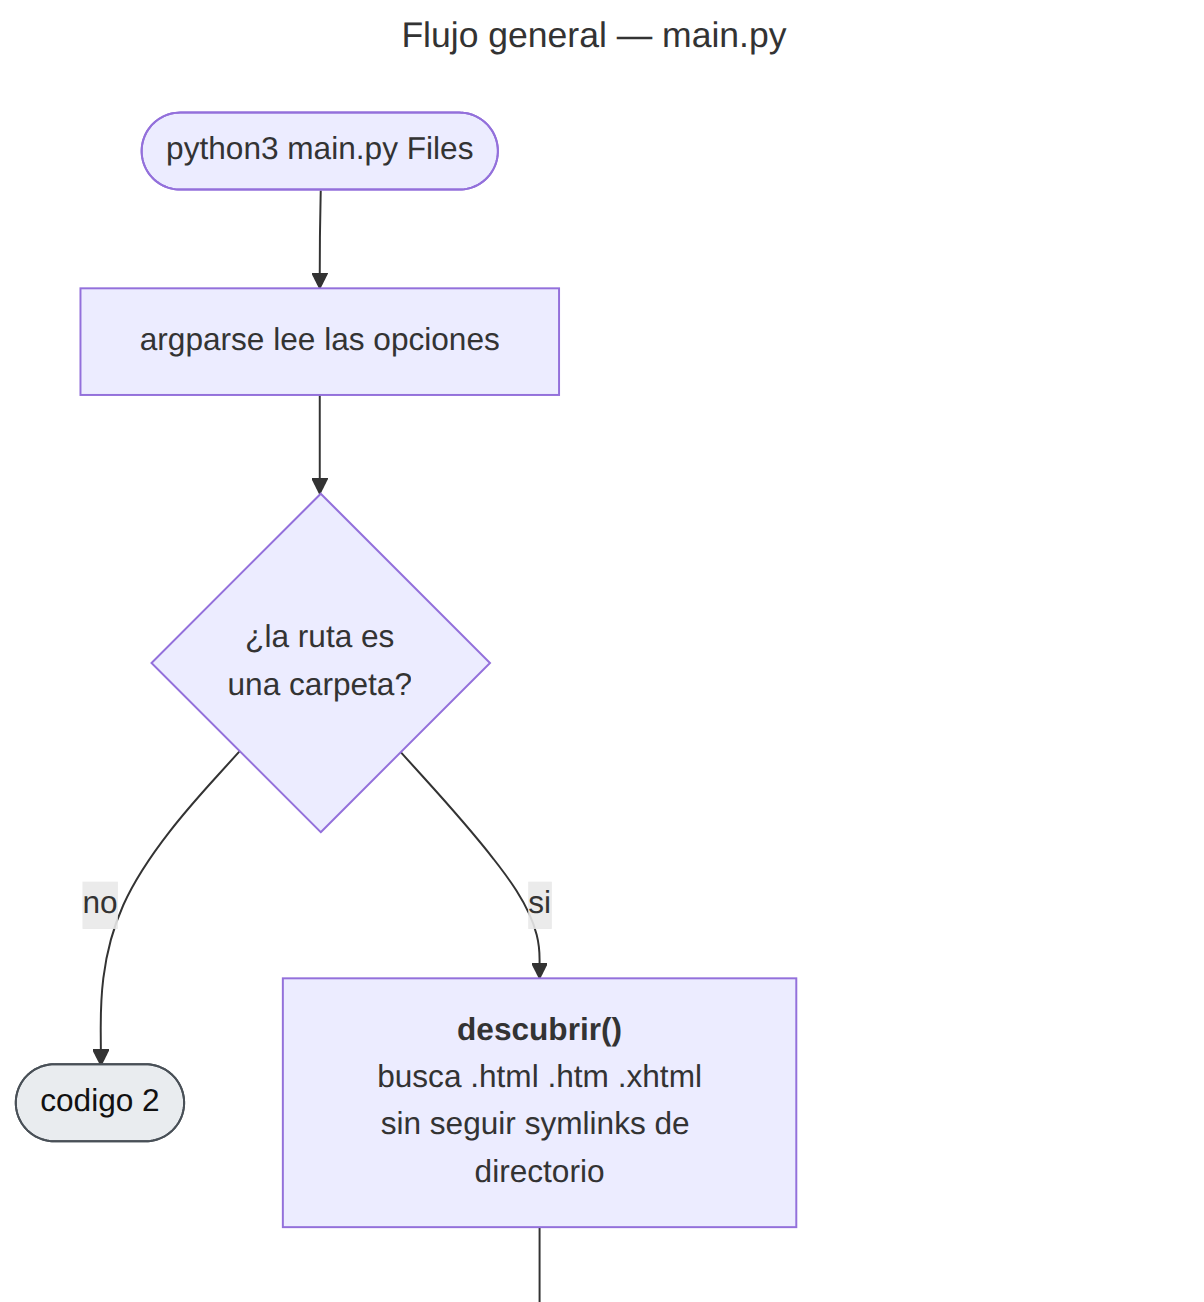 Flujo general — main.py
python3 main.py Files
argparse lee las opciones
¿la ruta es
una carpeta?
no
si
descubrir()
busca .html .htm .xhtml
sin seguir symlinks de
directorio
codigo 2